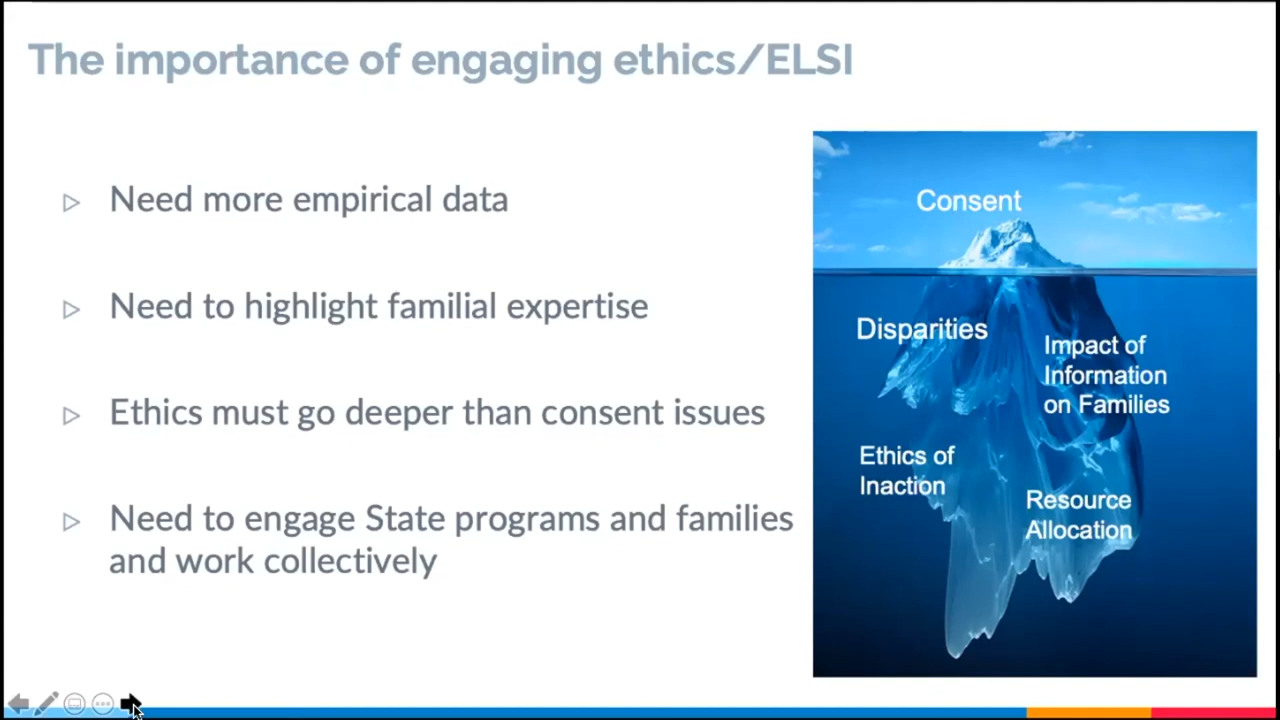 The importance of engaging ethics/ELSI
Need more empirical data
Need to highlight familial expertise
Ethics must go deeper than consent issues
Need to engage State programs and families
and work collectively
Consent
Disparities
Impact of
Information
on Families
Ethics of
Inaction
Resource
Allocation